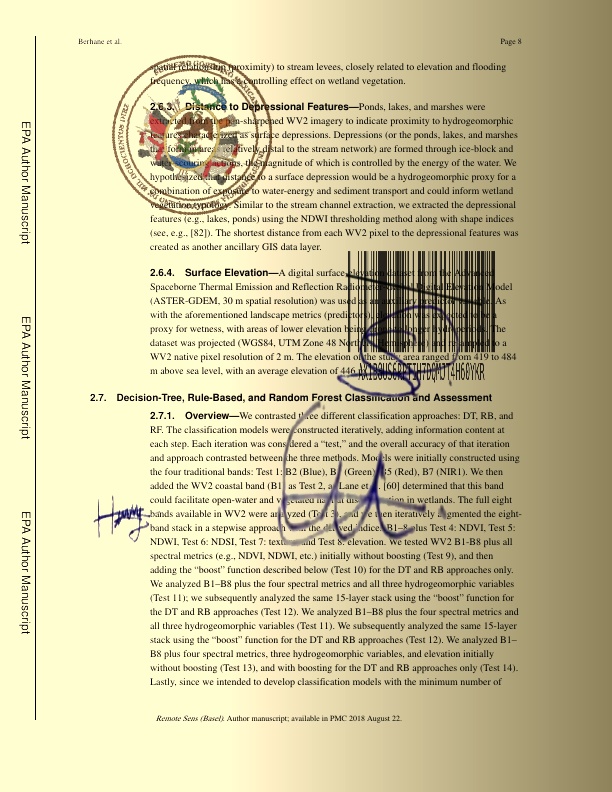 Berhane et al.
Page 8
EPA Author Manuscript
EPA Author Manuscript
EPA Author Manuscript
spatial relationship (proximity) to stream levees, closely related to elevation and flooding
frequency, which has controlling effect on wetland vegetation.
2.6.3. Distance to Depressional Features—Ponds, lakes, and marshes were
extracted from the pan-sharpened WV2 imagery to indicate proximity to hydrogeomorphic
features characterized as surface depressions. Depressions (or the ponds, lakes, and marshes
that form features relatively distal to the stream network) are formed through ice-block and
water scouring actions, the magnitude of which is controlled by the energy of the water. We
hypothesized that distance to a surface depression would be a hydrogeomorphic proxy for a
combination of exposure to water-energy and sediment transport and could inform wetland
vegetation typology. Similar to the stream channel extraction, we extracted the depressional
features (e.g., lakes, ponds) using the NDWI thresholding method along with shape indices
(see, e.g., [82]). The shortest distance from each WV2 pixel to the depressional features was
created as another ancillary GIS data layer.
2.6.4. Surface Elevation—A digital surface elevation dataset from the Advanced
Spaceborne Thermal Emission and Reflection Radiometer Global Digital Elevation Model
(ASTER-GDEM, 30 m spatial resolution) was used as an auxiliary predictor variable. As
with the aforementioned landscape metrics (predictors), elevation was expected to be a
proxy for wetness, with areas of lower elevation being longer hydroperiods. The
dataset was projected (WGS84, UTM Zone 48 North Hemisphere) and resampled to a
WV2 native pixel resolution of 2 m. The elevation of the study area ranged from 419 to 484
m above sea level, with an average elevation of 446 m.
2.7. Decision-Tree, Rule-Based, and Random Forest Classification and Assessment
2.7.1. Overview—We contrasted three different classification approaches: DT, RB, and
RF. The classification models were constructed iteratively, adding information content at
each step. Each iteration was considered a “test,” and the overall accuracy of that iteration
and approach contrasted between the three methods. Models were initially constructed using
the four traditional bands: Test 1: B2 (Blue), B3 (Green), B5 (Red), B7 (NIR1). We then
added the WV2 coastal band (B1) as Test 2, as Lane et al. [60] determined that this band
could facilitate open-water and vegetated habitat distinction in wetlands. The full eight
bands available in WV2 were analyzed (Test 3), and we then iteratively augmented the eight-
band stack in a stepwise approach with the derived indices: B1–8 plus Test 4: NDVI, Test 5:
NDWI, Test 6: NDSI, Test 7: texture and Test 8: elevation. We tested WV2 B1–B8 plus all
spectral metrics (e.g., NDVI, NDWI, etc.) initially without boosting (Test 9), and then
adding the “boost” function described below (Test 10) for the DT and RB approaches only.
We analyzed B1–B8 plus the four spectral metrics and all three hydrogeomorphic variables
(Test 11); we subsequently analyzed the same 15-layer stack using the “boost” function for
the DT and RB approaches (Test 12). We analyzed B1–B8 plus the four spectral metrics and
all three hydrogeomorphic variables (Test 11). We subsequently analyzed the same 15-layer
stack using the “boost” function for the DT and RB approaches (Test 12). We analyzed B1–
B8 plus four spectral metrics, three hydrogeomorphic variables, and elevation initially
without boosting (Test 13), and with boosting for the DT and RB approaches only (Test 14).
Lastly, since we intended to develop classification models with the minimum number of
Remote Sens (Basel). Author manuscript; available in PMC 2018 August 22.